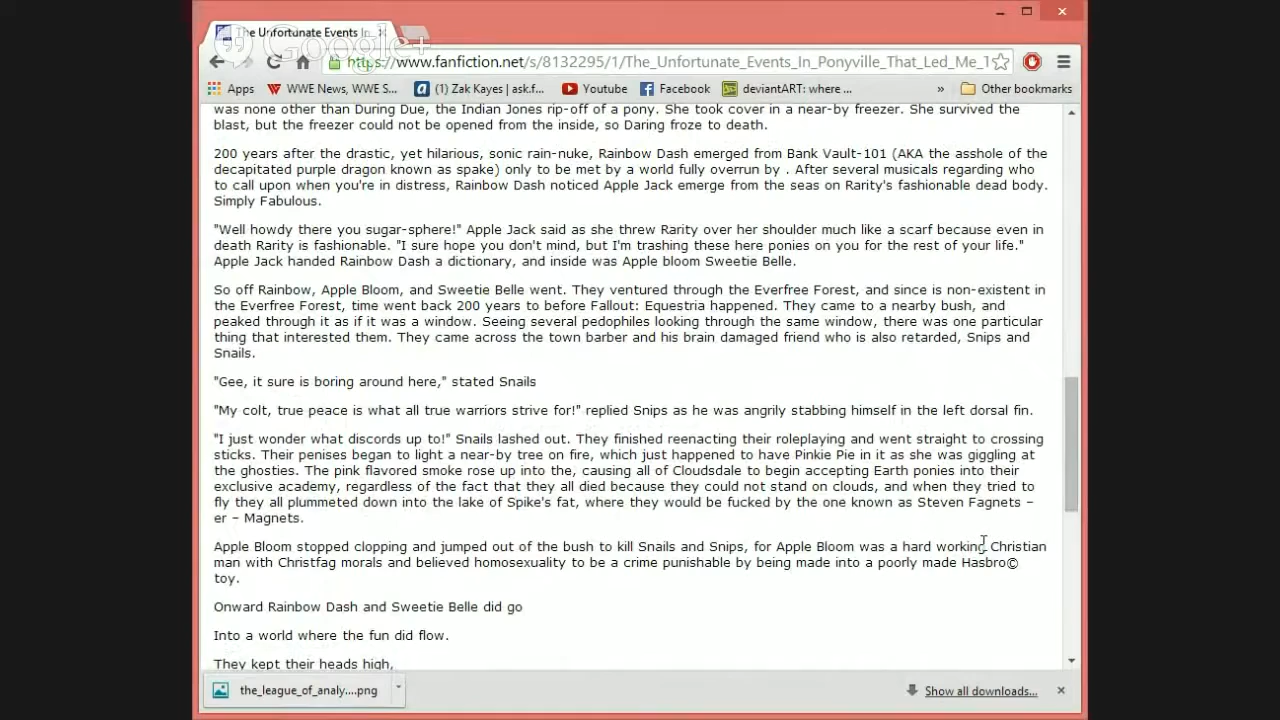 The Unfortunate Events In
Google+
https://www.fanfiction.net/s/8132295/1/The_Unfortunate_Events_In_Ponyville_That_Led_Me_T
Apps WWE News, WWE S... (1) Zak Kayes | ask.f... Youtube Facebook deviantART: where ... » Other bookmarks
was none other than During Due, the Indian Jones rip-off of a pony. She took cover in a near-by freezer. She survived the
blast, but the freezer could not be opened from the inside, so Daring froze to death.
200 years after the drastic, yet hilarious, sonic rain-nuke, Rainbow Dash emerged from Bank Vault-101 (AKA the asshole of the
decapitated purple dragon known as spake) only to be met by a world fully overrun by . After several musicals regarding who
to call upon when you're in distress, Rainbow Dash noticed Apple Jack emerge from the seas on Rarity's fashionable dead body.
Simply Fabulous.
"Well howdy there you sugar-sphere!" Apple Jack said as she threw Rarity over her shoulder much like a scarf because even in
death Rarity is fashionable. "I sure hope you don't mind, but I'm trashing these here ponies on you for the rest of your life."
Apple Jack handed Rainbow Dash a dictionary, and inside was Apple bloom Sweetie Belle.
So off Rainbow, Apple Bloom, and Sweetie Belle went. They ventured through the Everfree Forest, and since is non-existent in
the Everfree Forest, time went back 200 years to before Fallout: Equestria happened. They came to a nearby bush, and
peaked through it as if it was a window. Seeing several pedophiles looking through the same window, there was one particular
thing that interested them. They came across the town barber and his brain damaged friend who is also retarded, Snips and
Snails.
"Gee, it sure is boring around here," stated Snails
"My colt, true peace is what all true warriors strive for!" replied Snips as he was angrily stabbing himself in the left dorsal fin.
"I just wonder what discords up to!" Snails lashed out. They finished reenacting their roleplaying and went straight to crossing
sticks. Their penises began to light a near-by tree on fire, which just happened to have Pinkie Pie in it as she was giggling at
the ghosties. The pink flavored smoke rose up into the, causing all of Cloudsdale to begin accepting Earth ponies into their
exclusive academy, regardless of the fact that they all died because they could not stand on clouds, and when they tried to
fly they all plummeted down into the lake of Spike's fat, where they would be fucked by the one known as Steven Fagnets –
er – Magnets.
Apple Bloom stopped clopping and jumped out of the bush to kill Snails and Snips, for Apple Bloom was a hard working Christian
man with Christfag morals and believed homosexuality to be a crime punishable by being made into a poorly made Hasbro©
toy.
Onward Rainbow Dash and Sweetie Belle did go
Into a world where the fun did flow.
They kept their heads high,
the_league_of_analy....png Show all downloads...